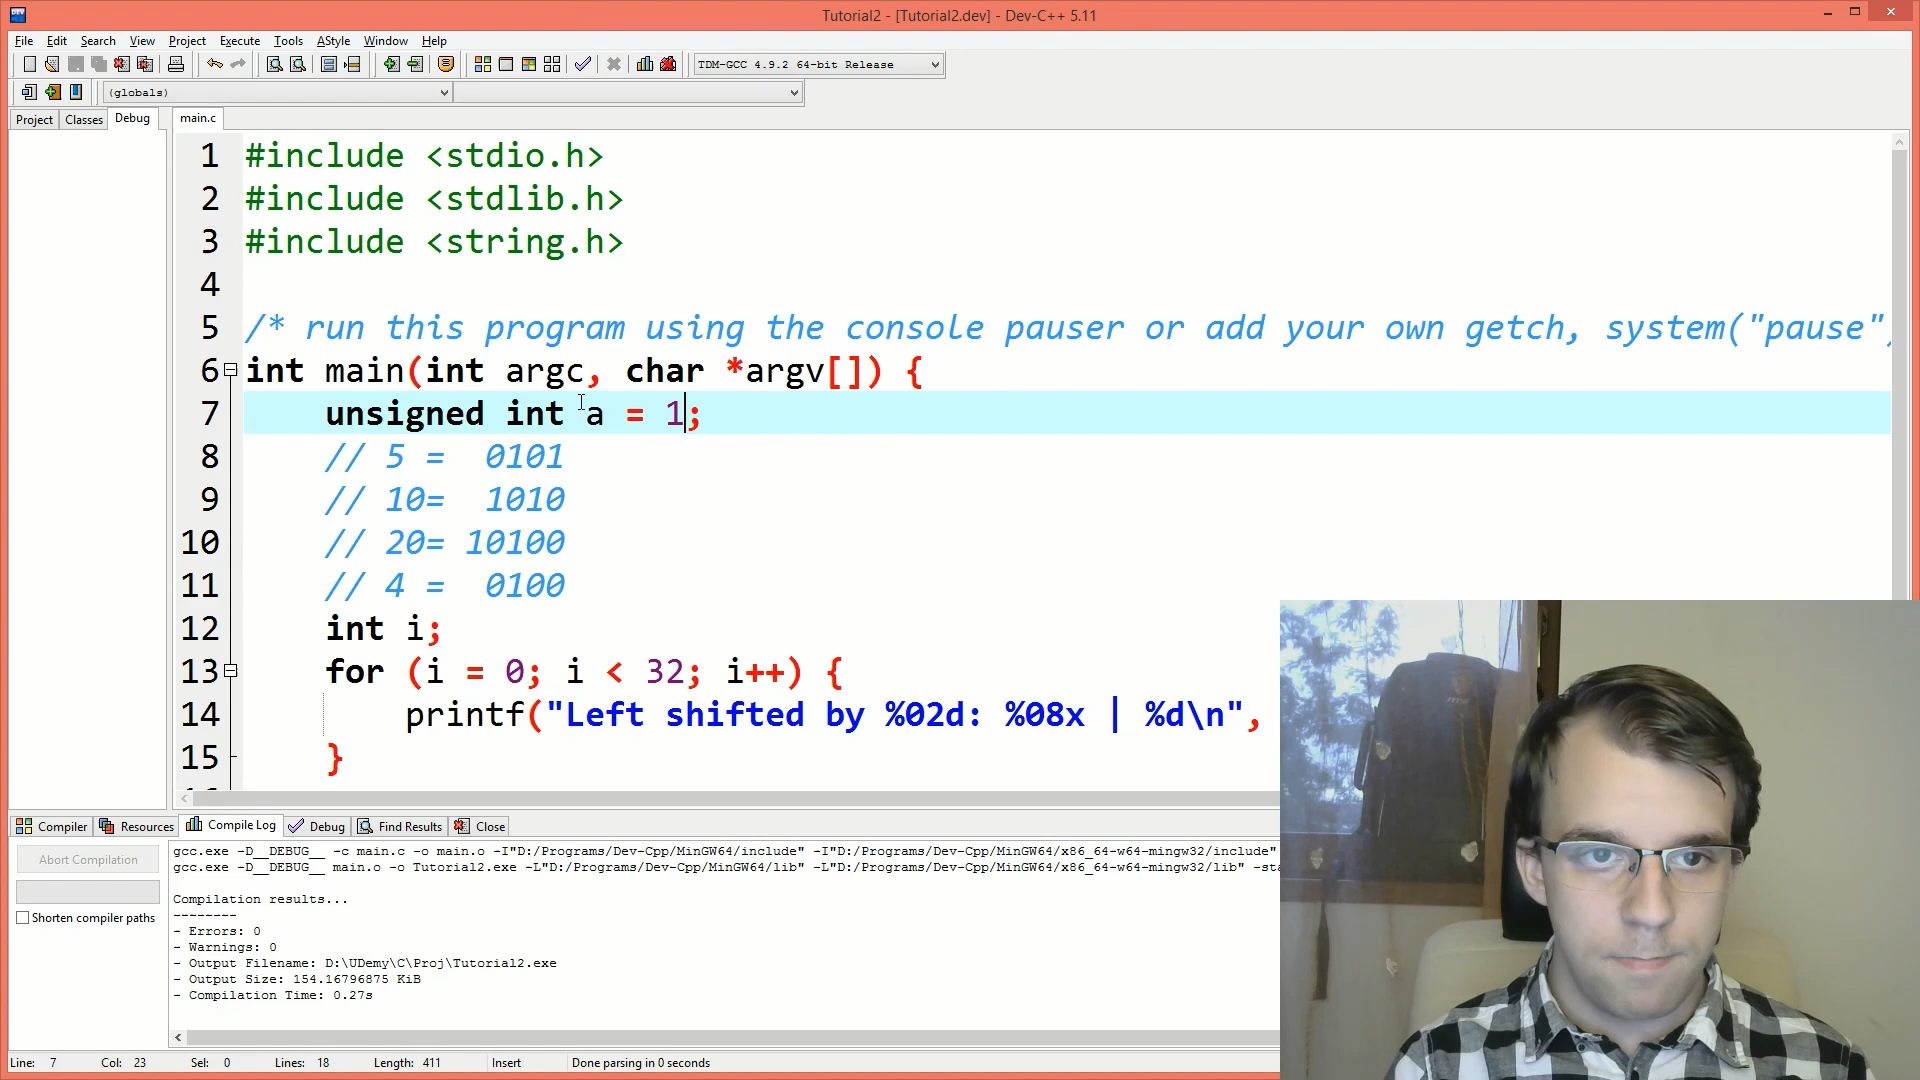 Tutorial2 - [Tutorial2.dev] - Dev-C++ 5.11
File Edit Search View Project Execute Tools AStyle Window Help
TDM-GCC 4.9.2 64-bit Release
(globals)
Project Classes Debug main.c
1 #include <stdio.h>
2 #include <stdlib.h>
3 #include <string.h>
4
5 /* run this program using the console pauser or add your own getch, system("pause"
6 int main(int argc, char *argv[]) {
7 unsigned int a = 1;
8 // 5 = 0101
9 // 10= 1010
10 // 20= 10100
11 // 4 = 0100
12 int i;
13 for (i = 0; i < 32; i++) {
14 printf("Left shifted by %02d: %08x | %d\n",
15 }
Compiler Resources Compile Log Debug Find Results Close
Abort Compilation
Shorten compiler paths
gcc.exe -D__DEBUG__ -c main.c -o main.o -I"D:/Programs/Dev-Cpp/MinGW64/include" -I"D:/Programs/Dev-Cpp/MinGW64/x86_64-w64-mingw32/include"
gcc.exe -D__DEBUG__ main.o -o Tutorial2.exe -L"D:/Programs/Dev-Cpp/MinGW64/lib" -L"D:/Programs/Dev-Cpp/MinGW64/x86_64-w64-mingw32/lib" -sta
Compilation results...
--------
- Errors: 0
- Warnings: 0
- Output Filename: D:\UDemy\C\Proj\Tutorial2.exe
- Output Size: 154.16796875 KiB
- Compilation Time: 0.27s
Line: 7 Col: 23 Sel: 0 Lines: 18 Length: 411 Insert Done parsing in 0 seconds